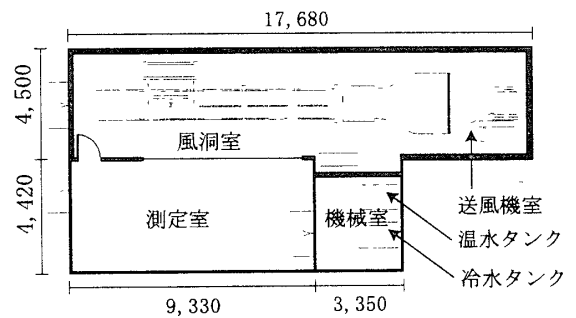 17,680
4,500
風洞室
4,420
測定室
機械室
送風機室
温水タンク
冷水タンク
9,330
3,350